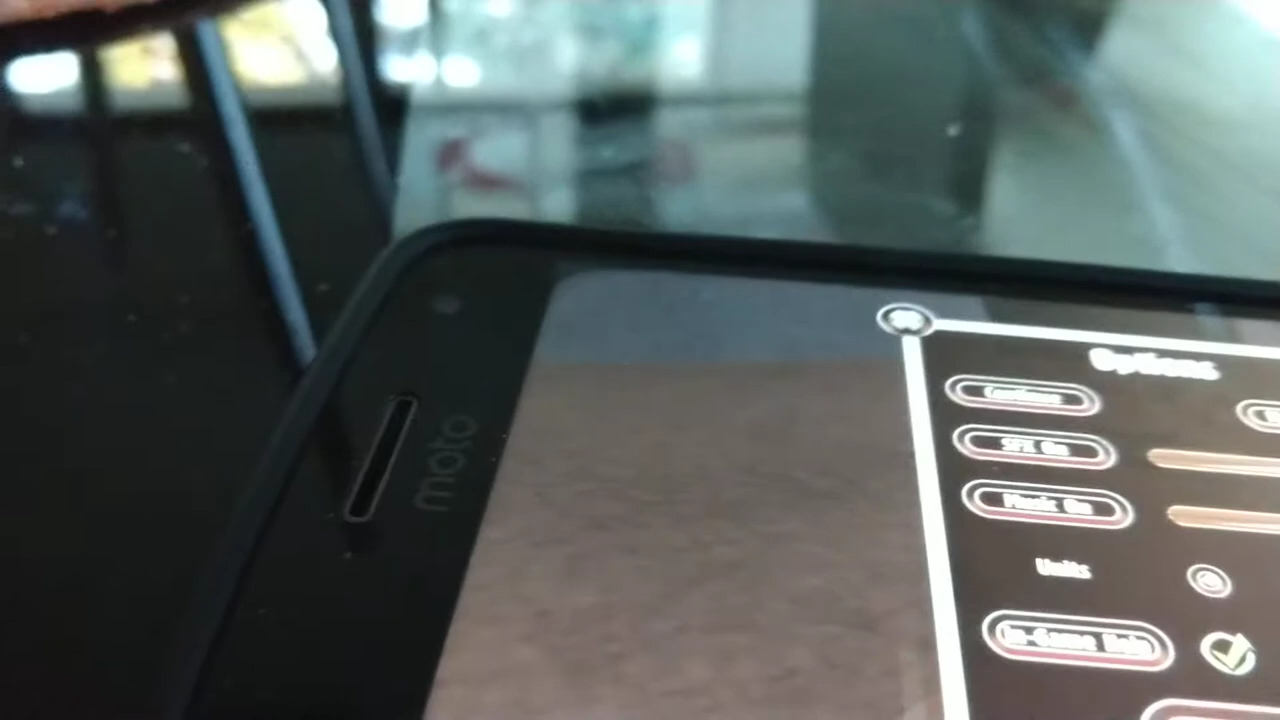 moto
Options
Continue
SFX On
Music On
Units
In-Game Help